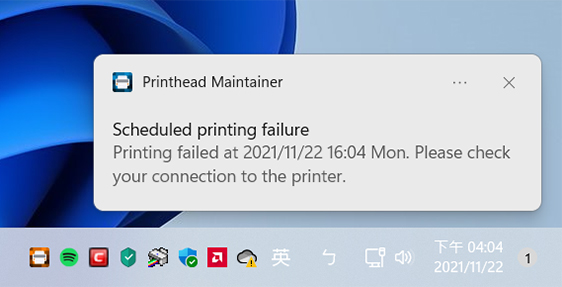 Printhead Maintainer
Scheduled printing failure
Printing failed at 2021/11/22 16:04 Mon. Please check
your connection to the printer.
英 ㄅ 下午 04:04
2021/11/22
1